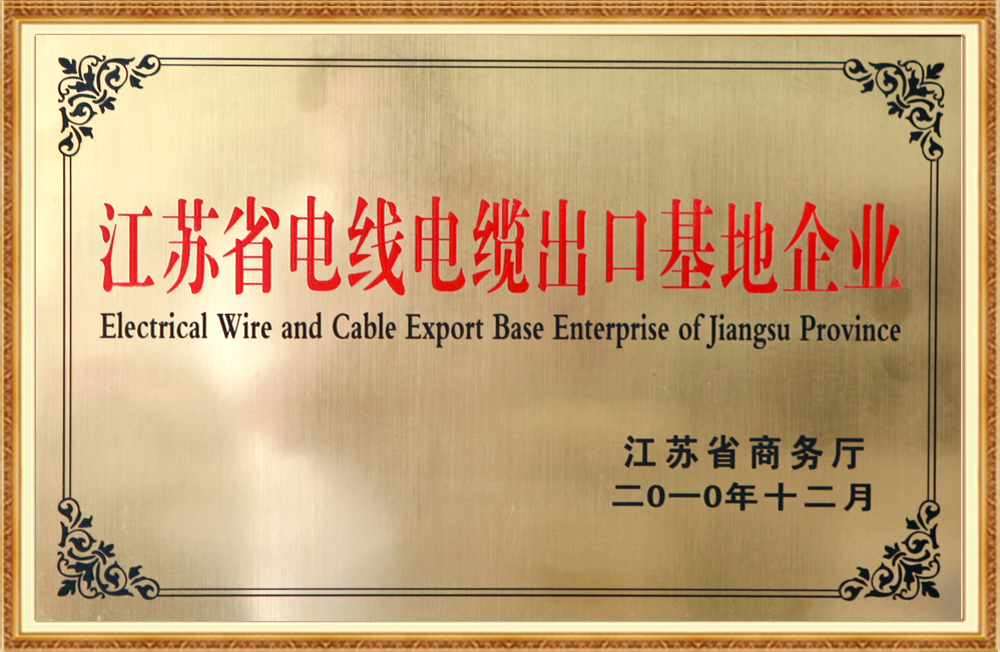 江苏省电线电缆出口基地企业
Electrical Wire and Cable Export Base Enterprise of Jiangsu Province
江苏省商务厅
二0一0年十二月